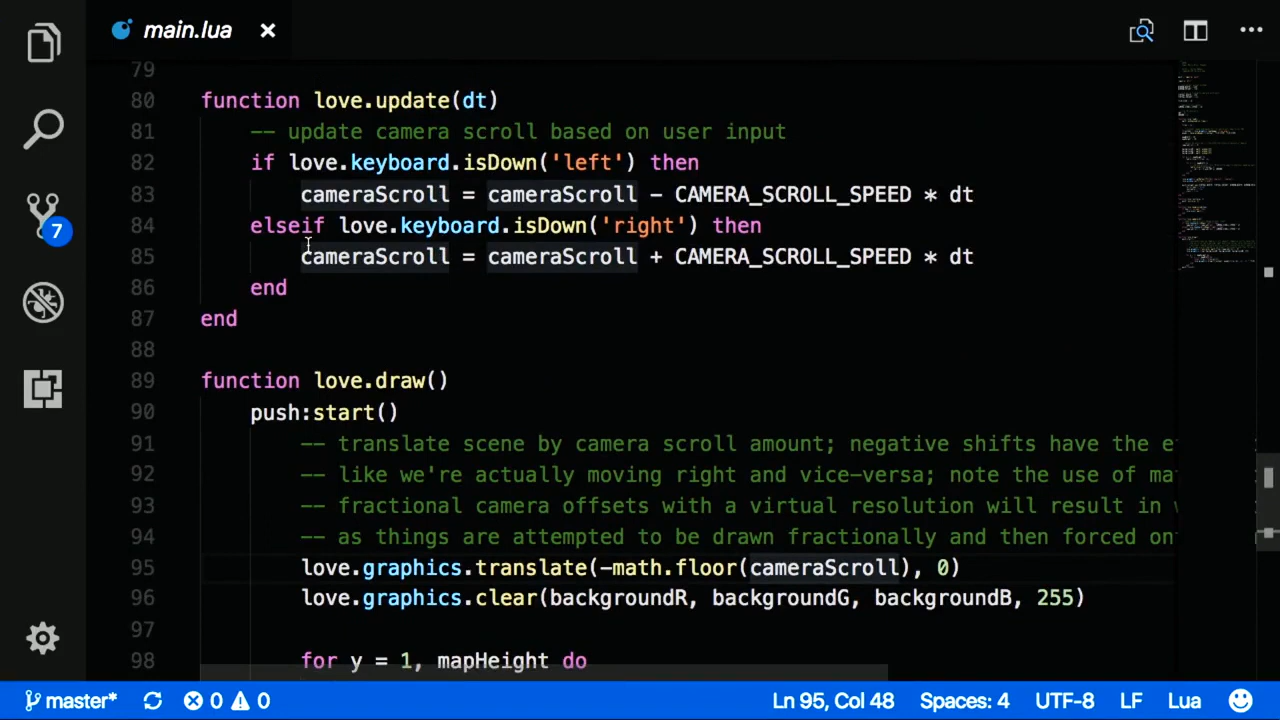 main.lua
79
80 function love.update(dt)
81 -- update camera scroll based on user input
82 if love.keyboard.isDown('left') then
83 cameraScroll = cameraScroll - CAMERA_SCROLL_SPEED * dt
84 elseif love.keyboard.isDown('right') then
85 cameraScroll = cameraScroll + CAMERA_SCROLL_SPEED * dt
86 end
87 end
88
89 function love.draw()
90 push:start()
91 -- translate scene by camera scroll amount; negative shifts have the
92 -- like we're actually moving right and vice-versa; note the use of
93 -- fractional camera offsets with a virtual resolution will result in
94 -- as things are attempted to be drawn fractionally and then forced
95 love.graphics.translate(-math.floor(cameraScroll), 0)
96 love.graphics.clear(backgroundR, backgroundG, backgroundB, 255)
97
98 for y = 1, mapHeight do
7
master* 0 0 Ln 95, Col 48 Spaces: 4 UTF-8 LF Lua